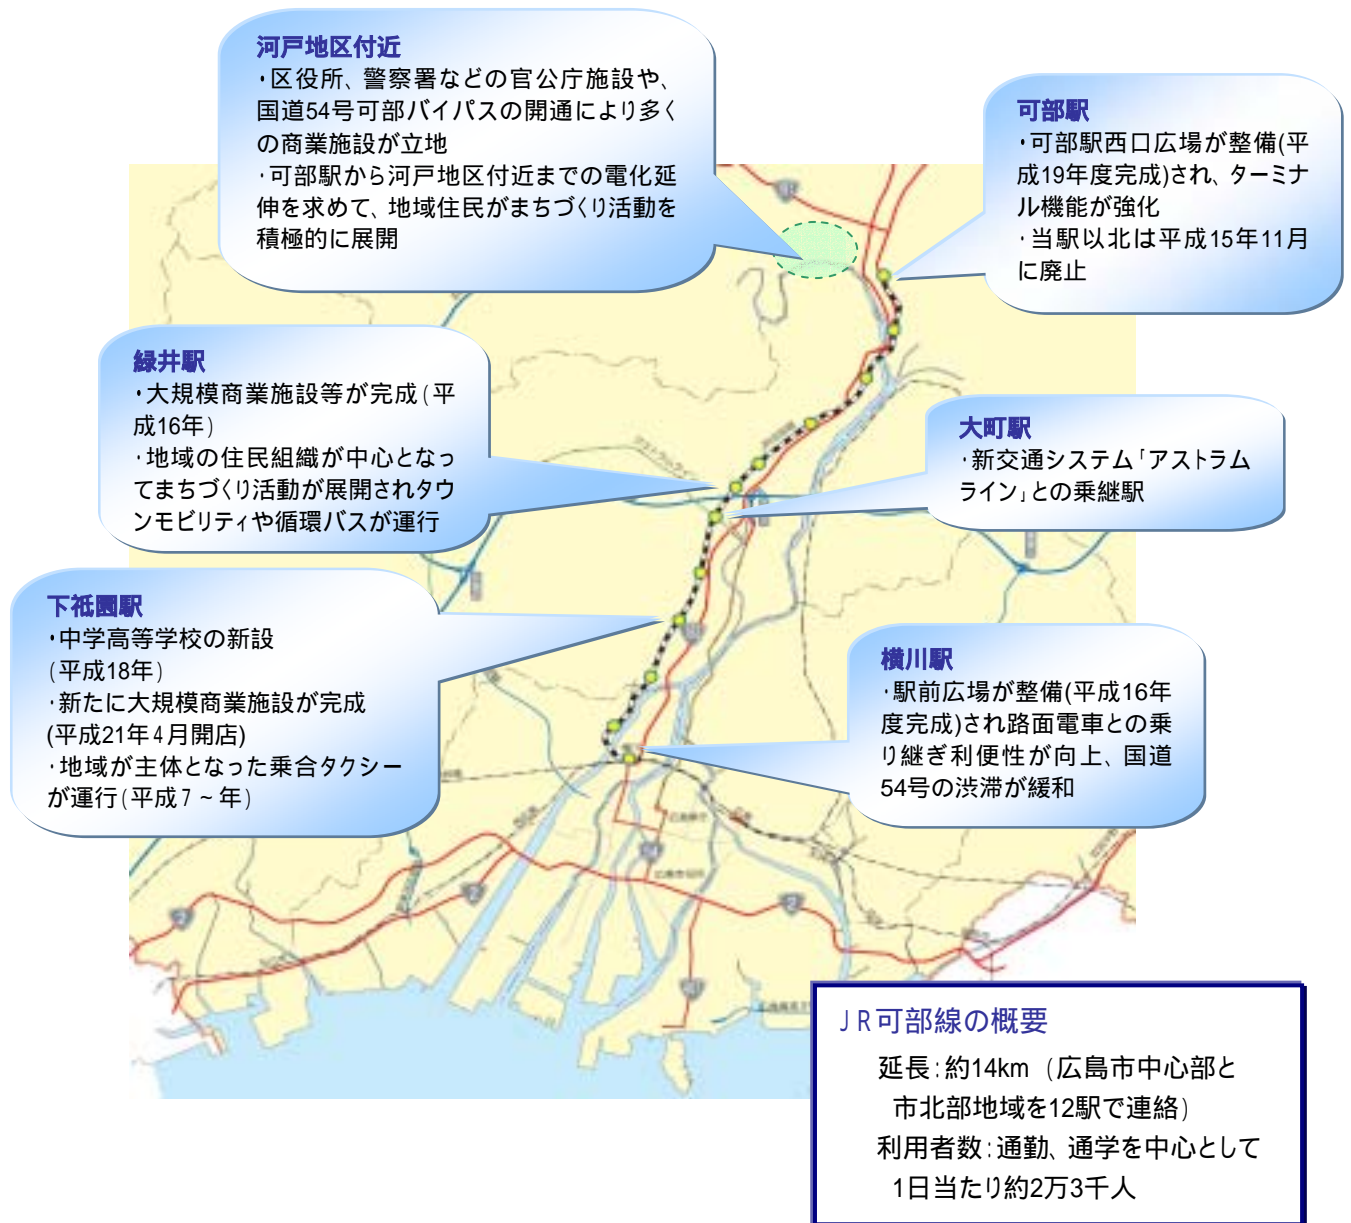 河戸地区付近
・区役所、警察署などの官公庁施設や、
国道54号可部バイパスの開通により多く
の商業施設が立地
・可部駅から河戸地区付近までの電化延
伸を求めて、地域住民がまちづくり活動を
積極的に展開
可部駅
・可部駅西口広場が整備(平
成19年度完成)され、ターミナ
ル機能が強化
・当駅以北は平成15年11月
に廃止
緑井駅
・大規模商業施設等が完成(平
成16年)
・地域の住民組織が中心となっ
てまちづくり活動が展開されタウ
ンモビリティや循環バスが運行
大町駅
・新交通システム「アストラム
ライン」との乗継駅
下祗園駅
・中学高等学校の新設
(平成18年)
・新たに大規模商業施設が完成
(平成21年4月開店)
・地域が主体となった乗合タクシー
が運行(平成7~年)
横川駅
・駅前広場が整備(平成16年
度完成)され路面電車との乗
り継ぎ利便性が向上、国道
54号の渋滞が緩和
2
2
2
JR可部線の概要
延長:約14km (広島市中心部と
市北部地域を12駅で連絡)
利用者数:通勤、通学を中心として
1日当たり約2万3千人